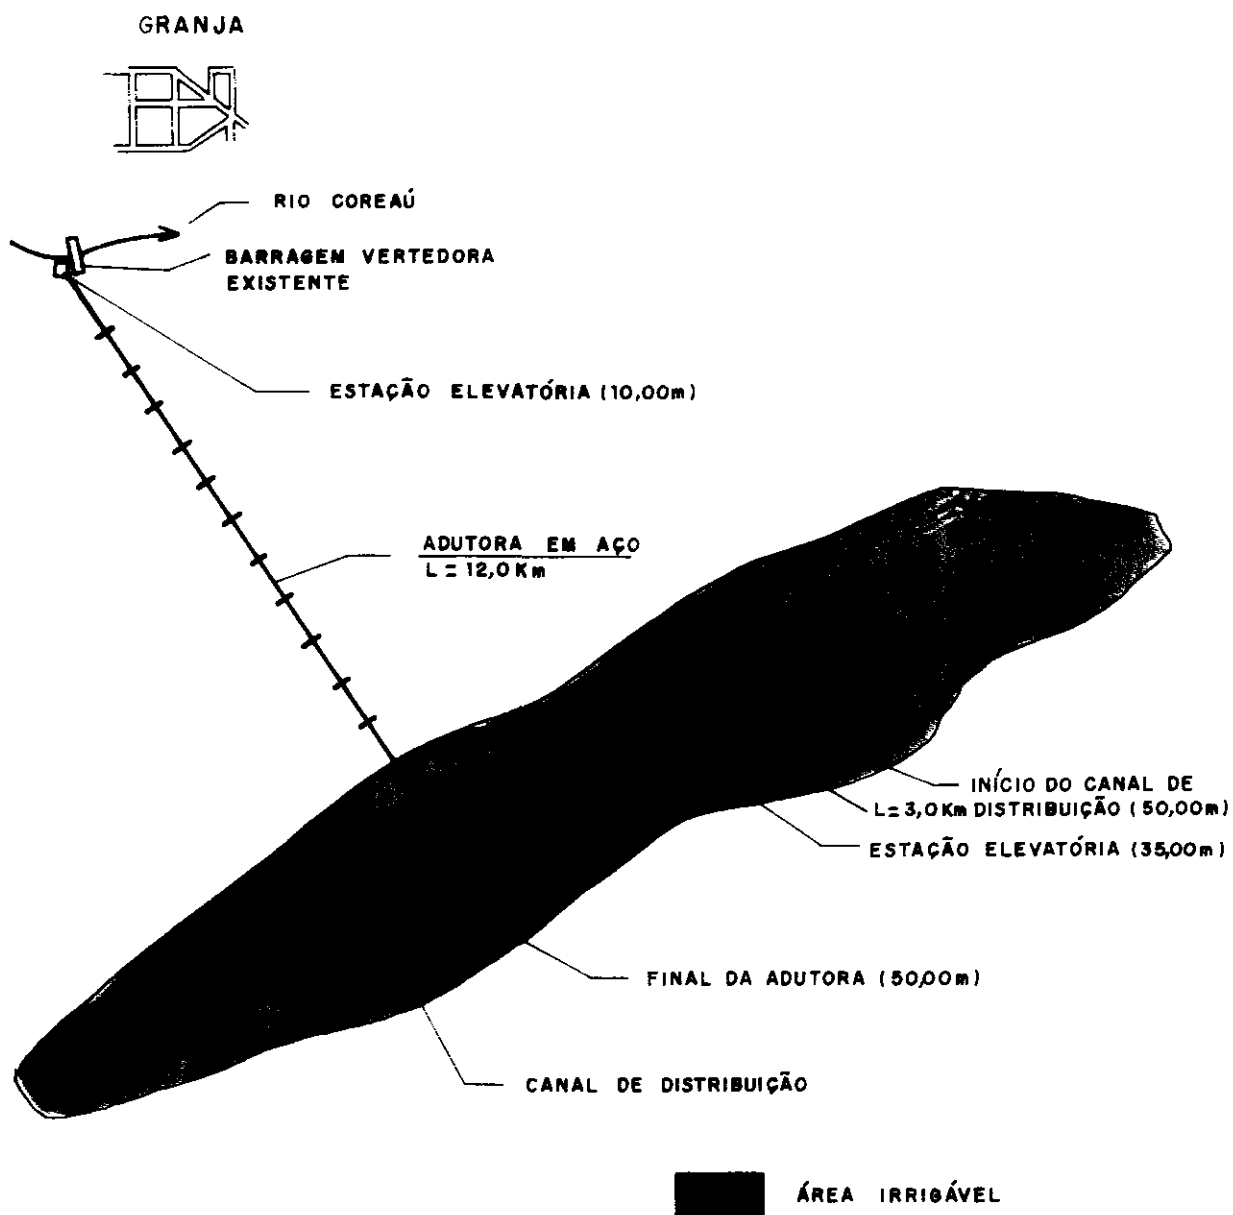 GRANJA
RIO COREAÚ
BARRAGEM VERTEDORA
EXISTENTE
ESTAÇÃO ELEVATÓRIA (10,00m)
ADUTORA EM AÇO
L = 12,0 Km
INÍCIO DO CANAL DE
L= 3,0 Km DISTRIBUIÇÃO (50,00m)
ESTAÇÃO ELEVATÓRIA (35,00m)
FINAL DA ADUTORA (50,00m)
CANAL DE DISTRIBUIÇÃO
ÁREA IRRIGÁVEL